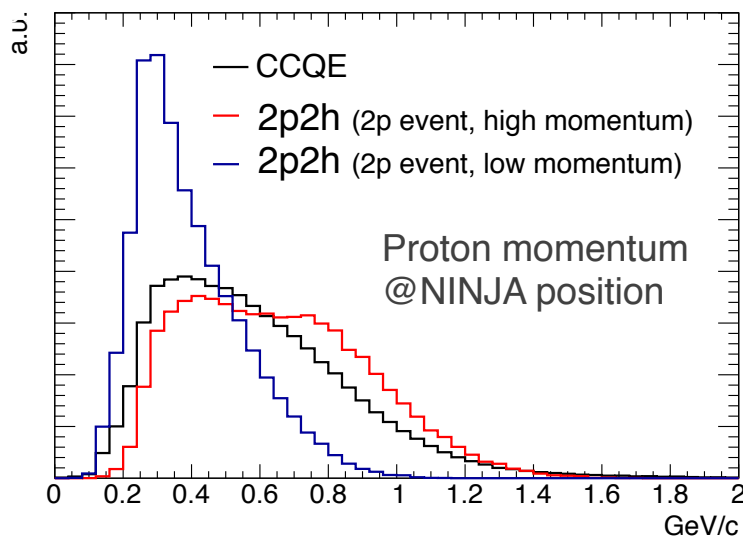 a.u.
CCQE
2p2h (2p event, high momentum)
2p2h (2p event, low momentum)
Proton momentum
@NINJA position
0 0.2 0.4 0.6 0.8 1 1.2 1.4 1.6 1.8 2
GeV/c